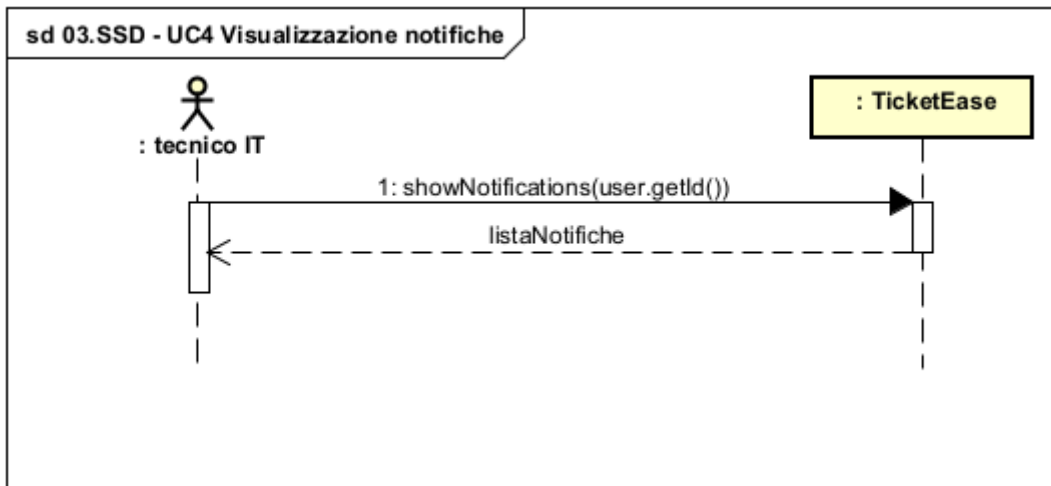 sd 03.SSD - UC4 Visualizzazione notifiche
: tecnico IT
: TicketEase
1: showNotifications(user.getId())
listaNotifiche